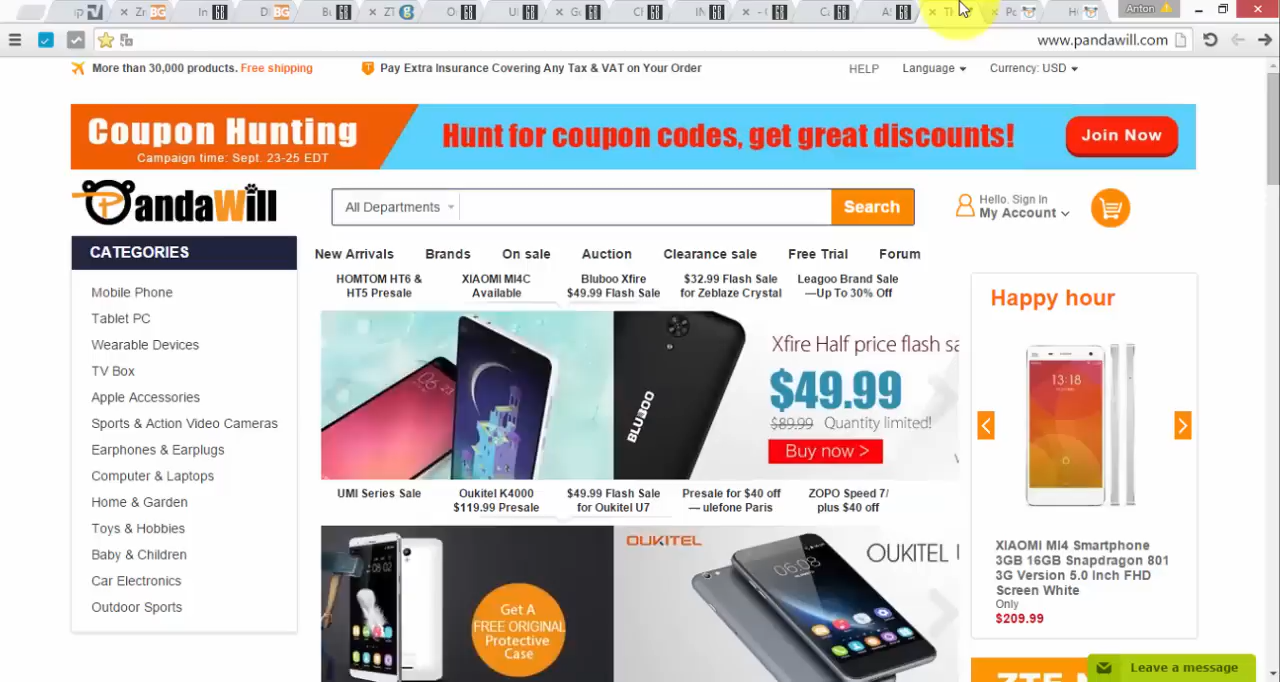 Anton
www.pandawill.com
More than 30,000 products. Free shipping
Pay Extra Insurance Covering Any Tax & VAT on Your Order
HELP
Language
Currency: USD
Coupon Hunting
Campaign time: Sept. 23-25 EDT
Hunt for coupon codes, get great discounts!
Join Now
PandaWill
All Departments
Search
Hello. Sign In
My Account
CATEGORIES
Mobile Phone
Tablet PC
Wearable Devices
TV Box
Apple Accessories
Sports & Action Video Cameras
Earphones & Earplugs
Computer & Laptops
Home & Garden
Toys & Hobbies
Baby & Children
Car Electronics
Outdoor Sports
New Arrivals
Brands
On sale
Auction
Clearance sale
Free Trial
Forum
HOMTOM HT6 &
HT5 Presale
XIAOMI MI4C
Available
Bluboo Xfire
$49.99 Flash Sale
$32.99 Flash Sale
for Zeblaze Crystal
Leagoo Brand Sale
—Up To 30% Off
06:23
BLUBOO
Xfire Half price flash sa
$49.99
$89.99 Quantity limited!
Buy now >
UMI Series Sale
Oukitel K4000
$119.99 Presale
$49.99 Flash Sale
for Oukitel U7
Presale for $40 off
— ulefone Paris
ZOPO Speed 7/
plus $40 off
08:02
Get A
FREE ORIGINAL
Protective
Case
OUKITEL
OUKITEL U
06:08
Happy hour
13:18
XIAOMI MI4 Smartphone
3GB 16GB Snapdragon 801
3G Version 5.0 Inch FHD
Screen White
Only
$209.99
Leave a message